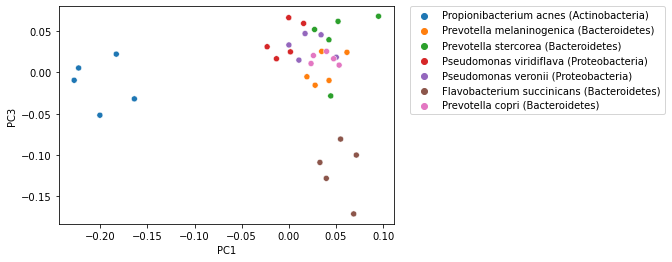 Propionibacterium acnes (Actinobacteria)
Prevotella melaninogenica (Bacteroidetes)
Prevotella stercorea (Bacteroidetes)
Pseudomonas viridiflava (Proteobacteria)
Pseudomonas veronii (Proteobacteria)
Flavobacterium succinicans (Bacteroidetes)
Prevotella copri (Bacteroidetes)
PC3
0.05
0.00
−0.05
−0.10
−0.15
−0.20 −0.15 −0.10 −0.05 0.00 0.05 0.10
PC1